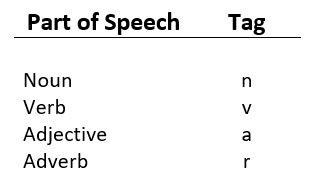 Part of Speech Tag
Noun n
Verb v
Adjective a
Adverb r